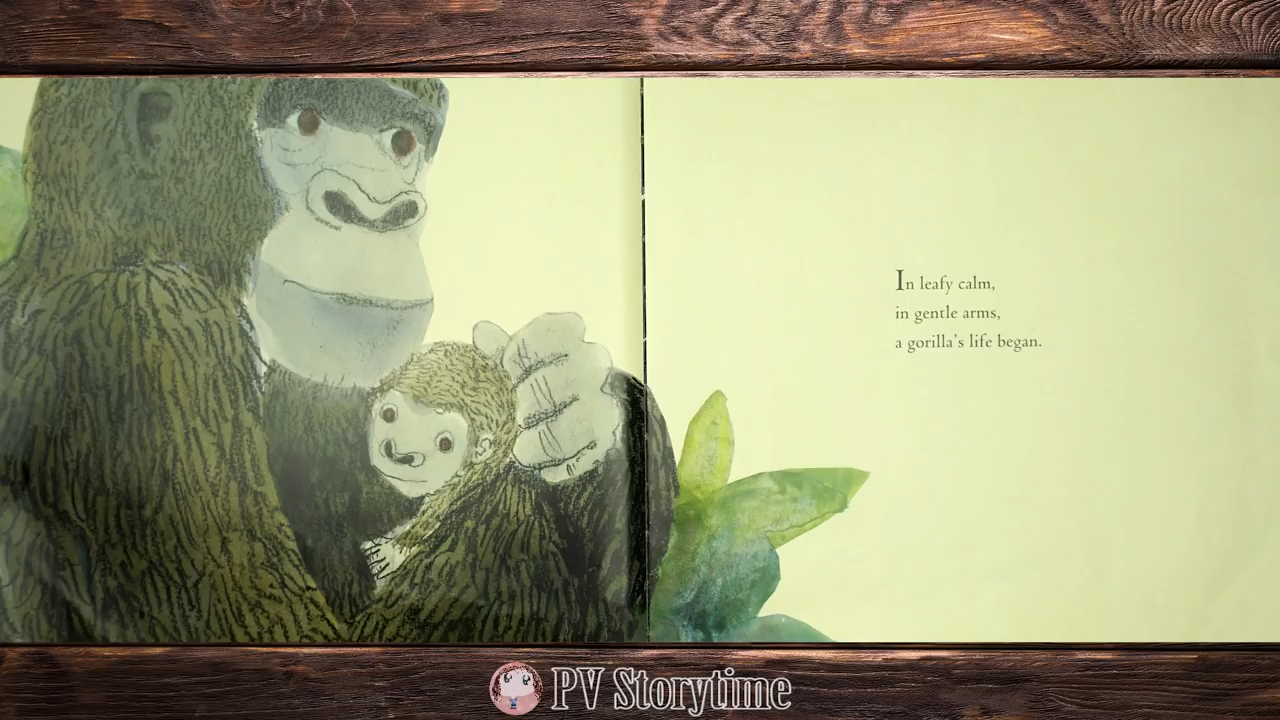 In leafy calm,
in gentle arms,
a gorilla's life began.
PV Storytime